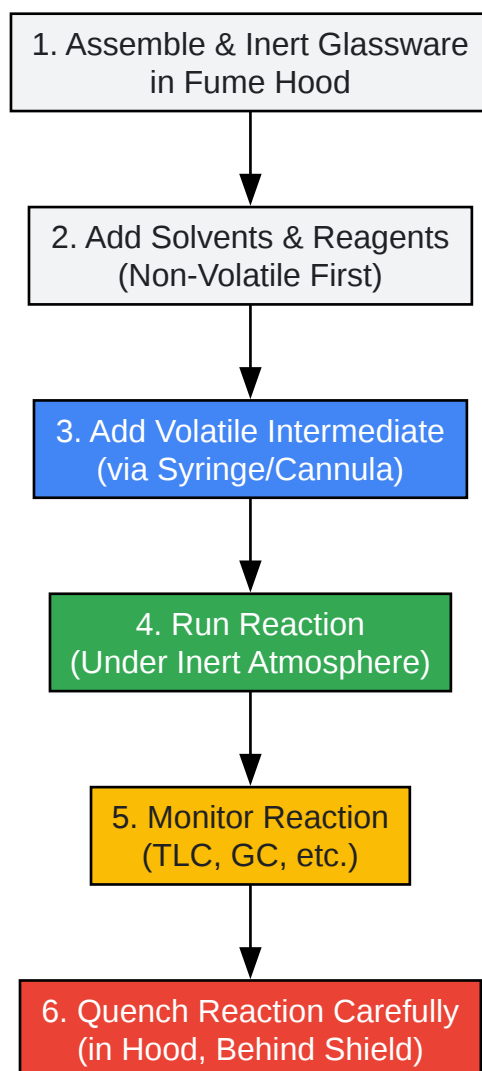 1. Assemble & Inert Glassware
in Fume Hood
2. Add Solvents & Reagents
(Non-Volatile First)
3. Add Volatile Intermediate
(via Syringe/Cannula)
4. Run Reaction
(Under Inert Atmosphere)
5. Monitor Reaction
(TLC, GC, etc.)
6. Quench Reaction Carefully
(in Hood, Behind Shield)